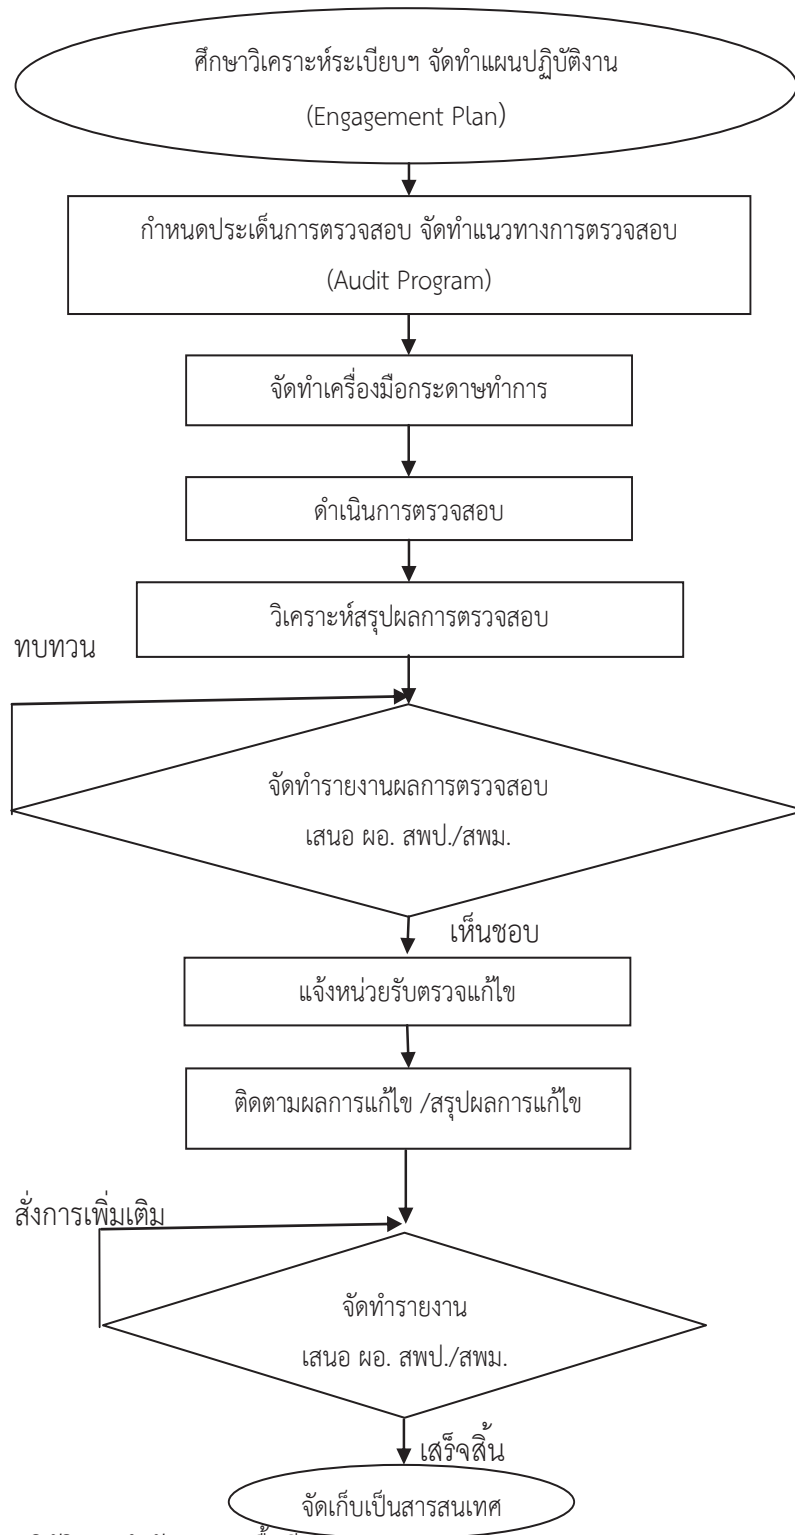 ศึกษาวิเคราะห์ระเบียบฯ จัดทำแผนปฏิบัติงาน
(Engagement Plan)
กำหนดประเด็นการตรวจสอบ จัดทำแนวทางการตรวจสอบ
(Audit Program)
จัดทำเครื่องมือกระดาษทำการ
ดำเนินการตรวจสอบ
วิเคราะห์สรุปผลการตรวจสอบ
ทบทวน
จัดทำรายงานผลการตรวจสอบ
เสนอ ผอ. สพป./สพม.
เห็นชอบ
แจ้งหน่วยรับตรวจแก้ไข
ติดตามผลการแก้ไข /สรุปผลการแก้ไข
สั่งการเพิ่มเติม
จัดทำรายงาน
เสนอ ผอ. สพป./สพม.
เสร็จสิ้น
จัดเก็บเป็นสารสนเทศ